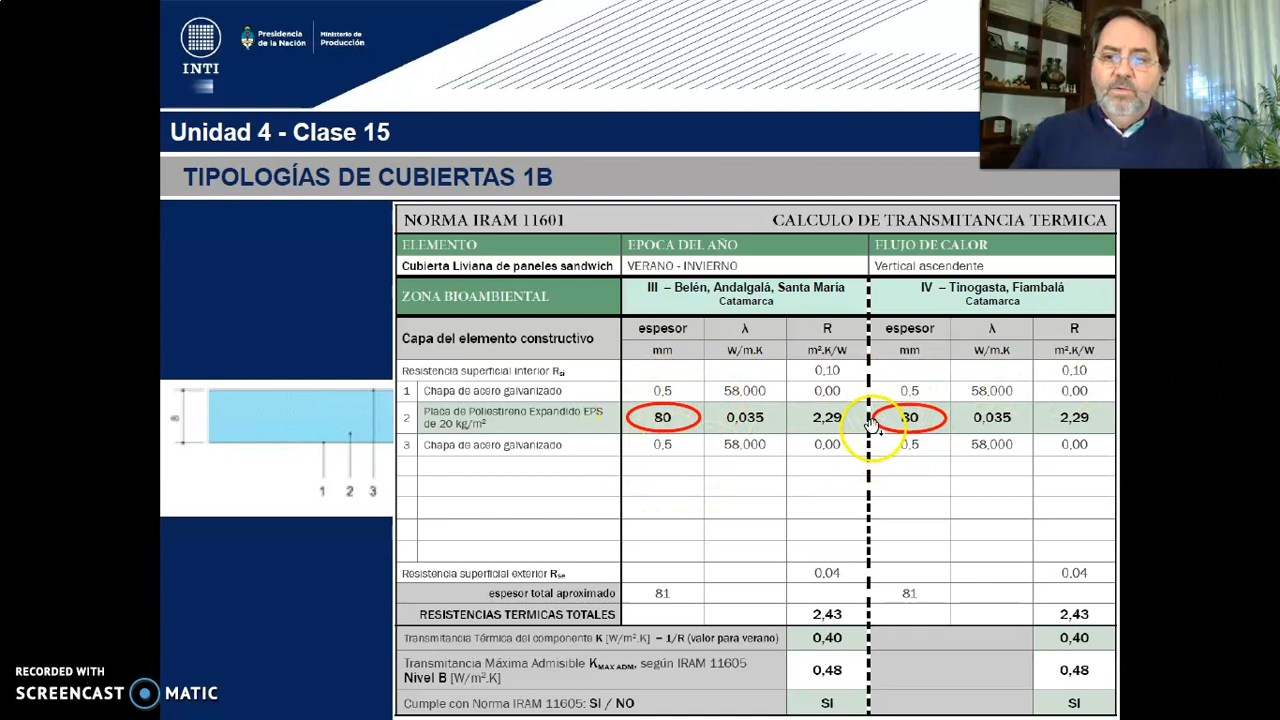 INTI
Presidencia
de la Nación
Ministerio de
Producción
Unidad 4 - Clase 15
TIPOLOGÍAS DE CUBIERTAS 1B
NORMA IRAM 11601 CALCULO DE TRANSMITANCIA TERMICA
ELEMENTO EPOCA DEL AÑO FLUJO DE CALOR
Cubierta Liviana de paneles sandwich VERANO - INVIERNO Vertical ascendente
ZONA BIOAMBIENTAL III – Belén, Andalgalá, Santa María IV – Tinogasta, Fiambalá
Catamarca Catamarca
Capa del elemento constructivo espesor λ R espesor λ R
mm W/m.K m².K/W mm W/m.K m².K/W
Resistencia superficial interior Rsi 0,10 0,10
1 Chapa de acero galvanizado 0,5 58,000 0,00 0,5 58,000 0,00
2 Placa de Poliestireno Expandido EPS
de 20 kg/m² 80 0,035 2,29 80 0,035 2,29
3 Chapa de acero galvanizado 0,5 58,000 0,00 0,5 58,000 0,00
1 2 3
Resistencia superficial exterior Rse 0,04 0,04
espesor total aproximado 81 81
RESISTENCIAS TERMICAS TOTALES 2,43 2,43
Transmitancia Térmica del componente K [W/m².K] = 1/R (valor para verano) 0,40 0,40
Transmitancia Máxima Admisible KMAX ADM, según IRAM 11605
Nivel B [W/m².K] 0,48 0,48
Cumple con Norma IRAM 11605: SI / NO SI SI
RECORDED WITH
SCREENCAST MATIC